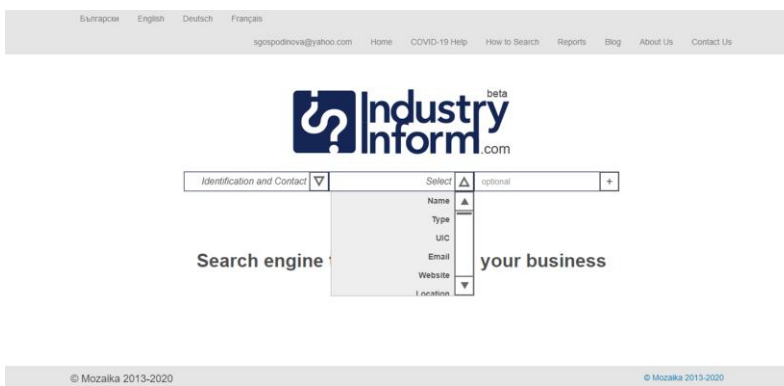 Български English Deutsch Français
sgospodinova@yahoo.com Home COVID-19 Help How to Search Reports Blog About Us Contact Us
beta
Industry
Inform.com
Identification and Contact Select optional +
Name
Type
UIC
Email
Website
Location
Search engine your business
© Mozaika 2013-2020 © Mozaika 2013-2020